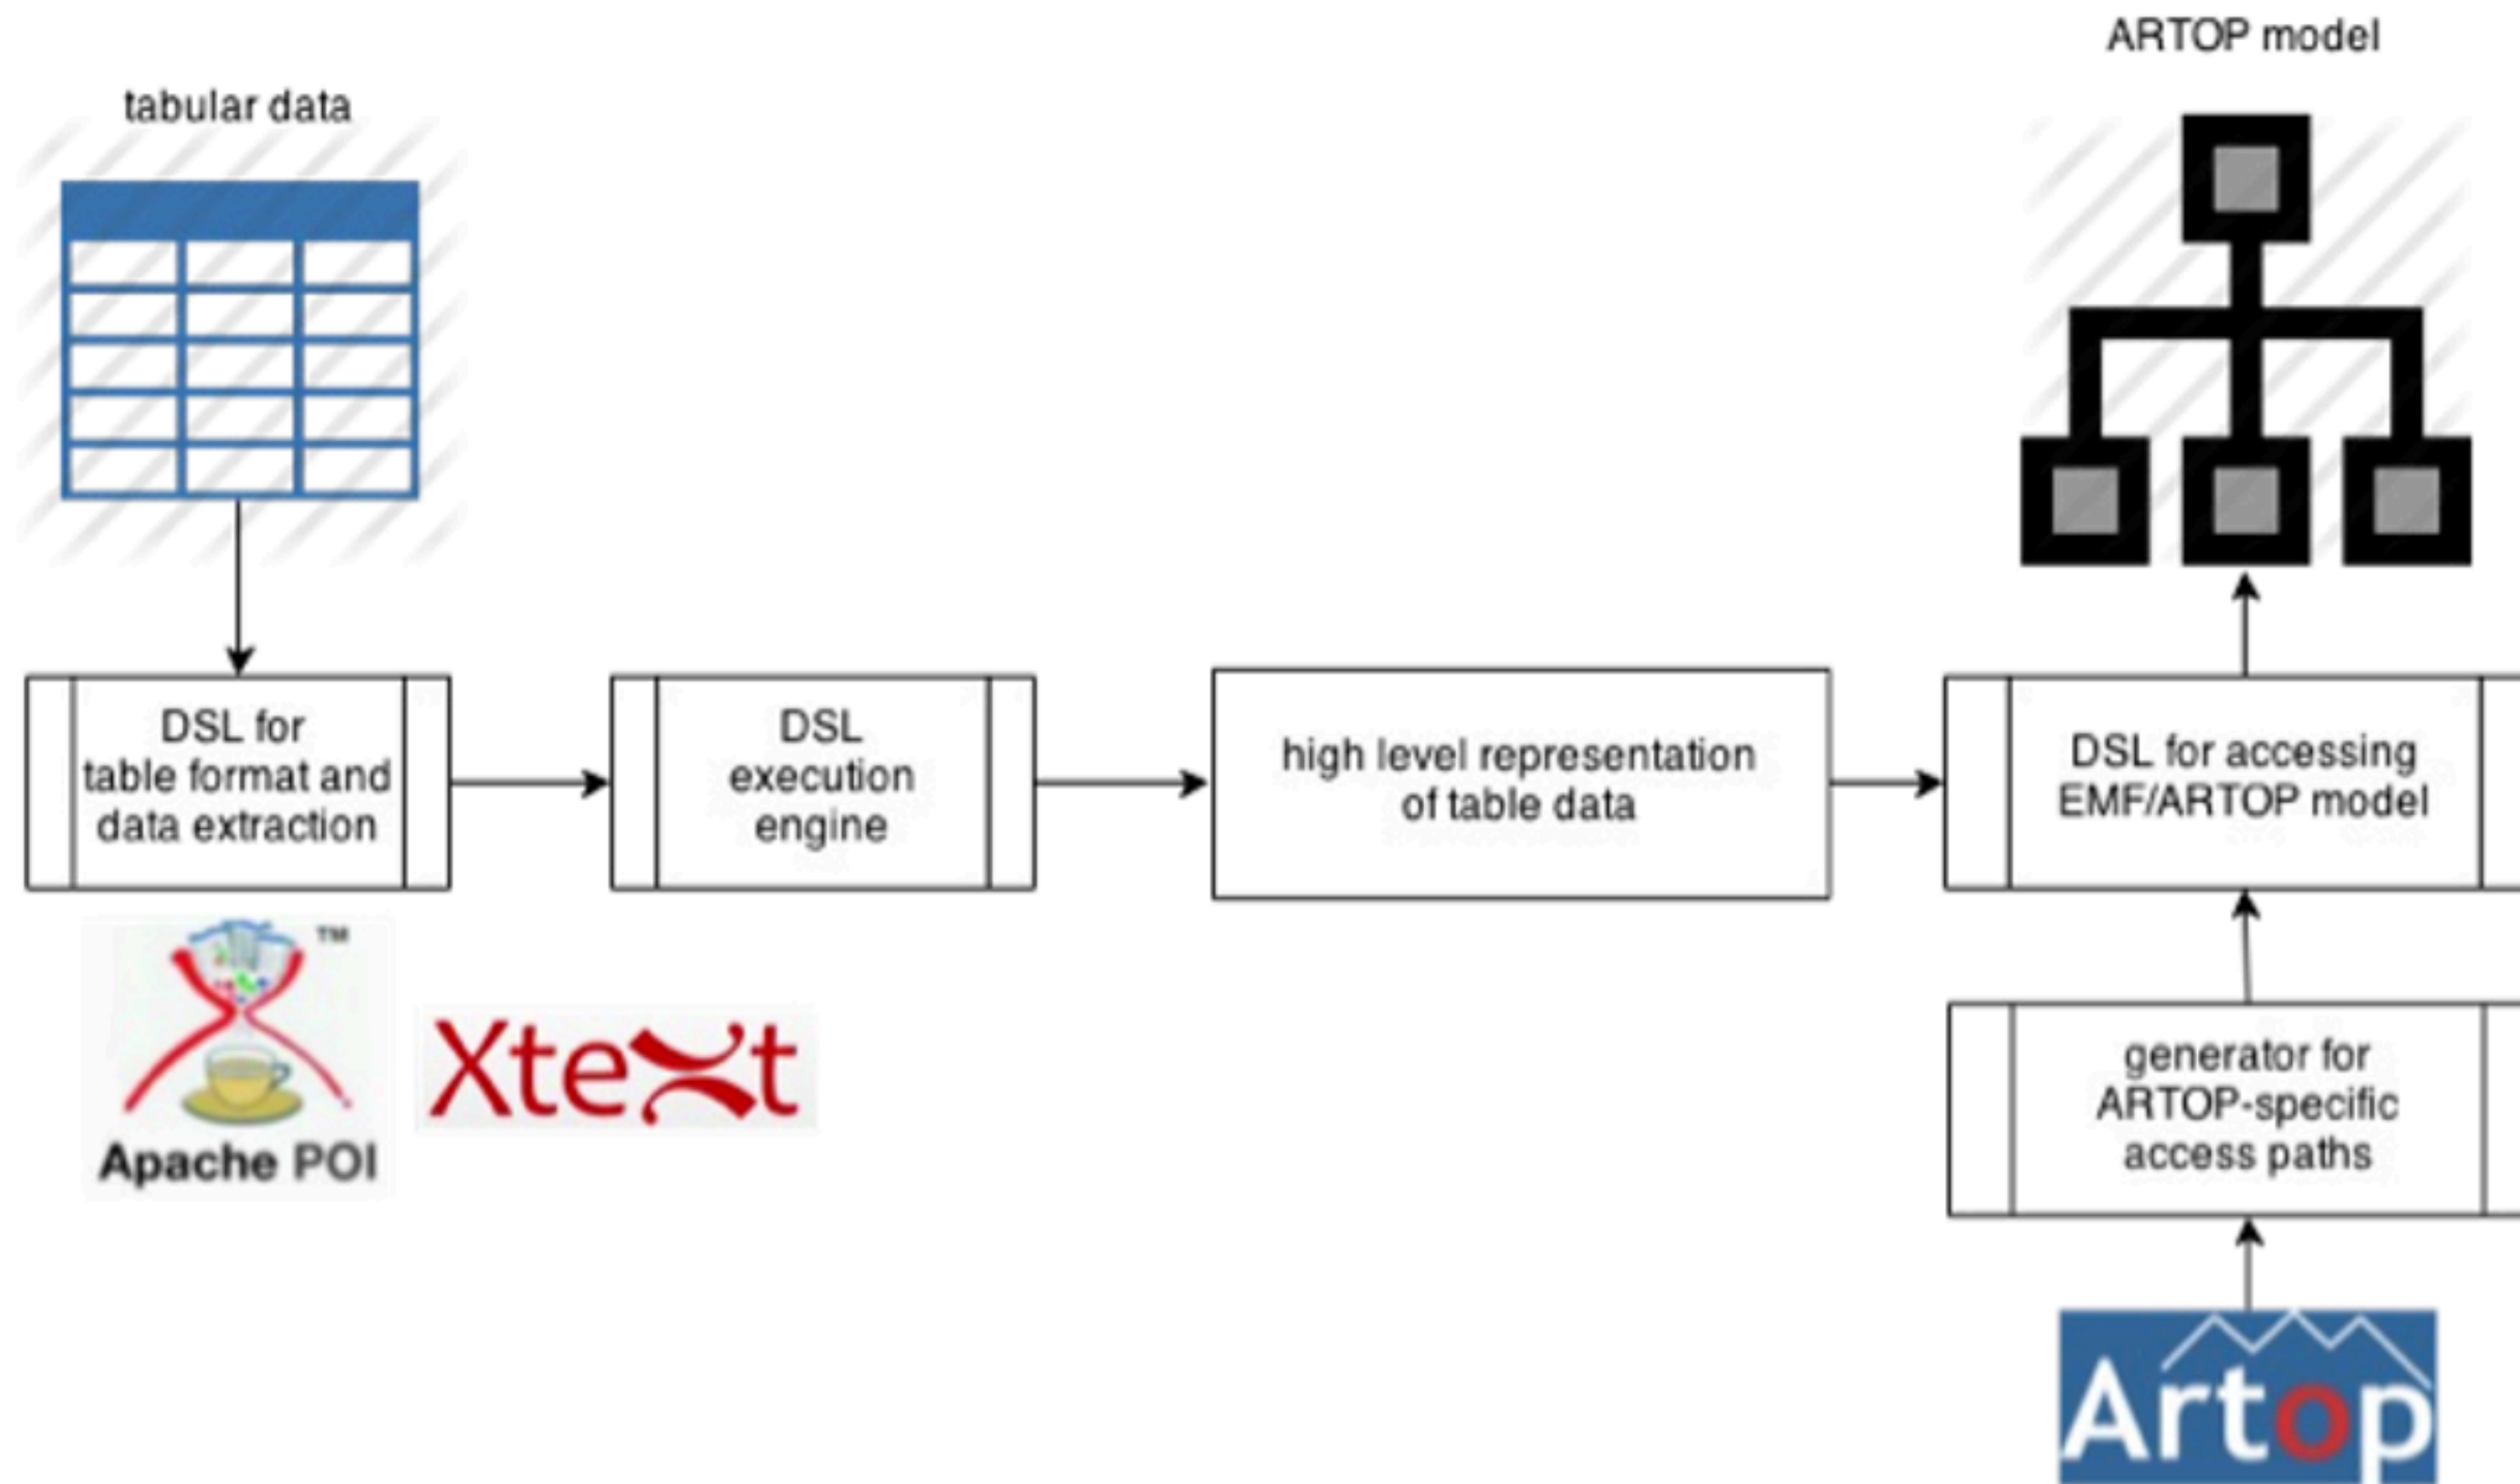 ARTOP model
tabular data
DSL for
table format and
data extraction
DSL
execution
engine
high level representation
of table data
DSL for accessing
EMF/ARTOP model
TM
Apache POI
Xtext
generator for
ARTOP-specific
access paths
Artop